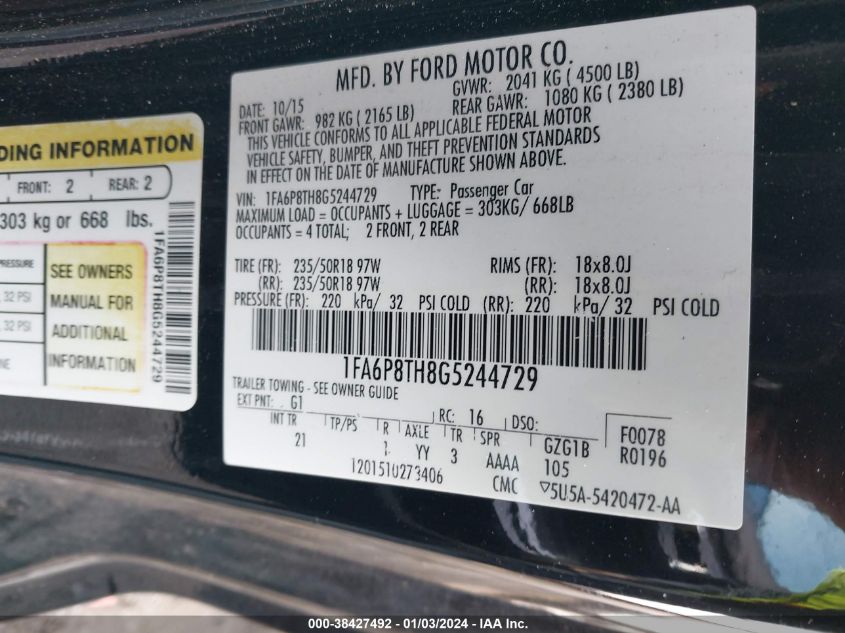 DING INFORMATION
FRONT: 2 REAR: 2
303 kg or 668 lbs.
PRESSURE
, 32 PSI
, 32 PSI
NE
SEE OWNERS
MANUAL FOR
ADDITIONAL
INFORMATION
1FA6P8TH8G5244729
MFD. BY FORD MOTOR CO.
DATE: 10/15 GVWR: 2041 KG ( 4500 LB)
FRONT GAWR: 982 KG ( 2165 LB) REAR GAWR: 1080 KG ( 2380 LB)
THIS VEHICLE CONFORMS TO ALL APPLICABLE FEDERAL MOTOR
VEHICLE SAFETY, BUMPER, AND THEFT PREVENTION STANDARDS
IN EFFECT ON THE DATE OF MANUFACTURE SHOWN ABOVE.
VIN: 1FA6P8TH8G5244729 TYPE: Passenger Car
MAXIMUM LOAD = OCCUPANTS + LUGGAGE = 303KG/ 668LB
OCCUPANTS = 4 TOTAL; 2 FRONT, 2 REAR
TIRE (FR): 235/50R18 97W RIMS (FR): 18x8.0J
(RR): 235/50R18 97W (RR): 18x8.0J
PRESSURE (FR): 220 kPa/ 32 PSI COLD (RR): 220 kPa/ 32 PSI COLD
1FA6P8TH8G5244729
TRAILER TOWING - SEE OWNER GUIDE
EXT PNT: G1 RC: 16 DSO:
INT TR TP/PS R AXLE TR SPR GZG1B F0078
21 1 YY 3 AAAA 105 R0196
1201510273406 CMC 5U5A-5420472-AA
000-38427492 - 01/03/2024 - IAA Inc.